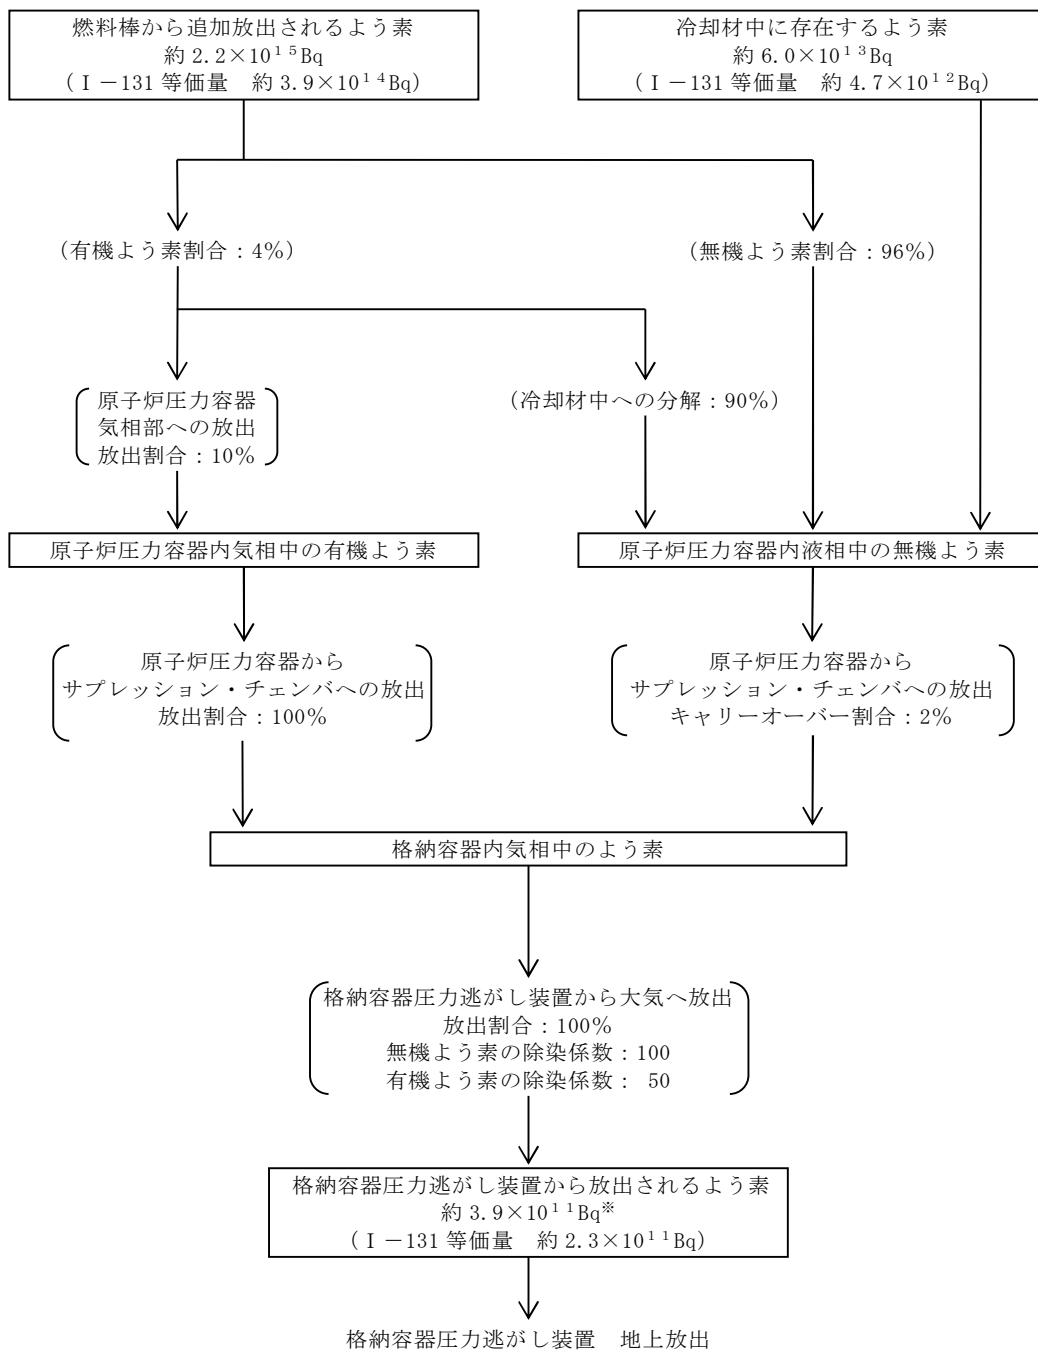 燃料棒から追加放出されるよう素
約 2.2×10¹⁵Bq
(Ⅰ－131 等価量　約 3.9×10¹⁴Bq)
冷却材中に存在するよう素
約 6.0×10¹³Bq
(Ⅰ－131 等価量　約 4.7×10¹²Bq)
(有機よう素割合：4%)
(無機よう素割合：96%)
原子炉圧力容器
気相部への放出
放出割合：10%
(冷却材中への分解：90%)
原子炉圧力容器内気相中の有機よう素
原子炉圧力容器内液相中の無機よう素
原子炉圧力容器から
サプレッション・チェンバへの放出
放出割合：100%
原子炉圧力容器から
サプレッション・チェンバへの放出
キャリーオーバー割合：2%
格納容器内気相中のよう素
格納容器圧力逃がし装置から大気へ放出
放出割合：100%
無機よう素の除染係数：100
有機よう素の除染係数： 50
格納容器圧力逃がし装置から放出されるよう素
約 3.9×10¹¹Bq※
(Ⅰ－131 等価量　約 2.3×10¹¹Bq)
格納容器圧力逃がし装置　地上放出